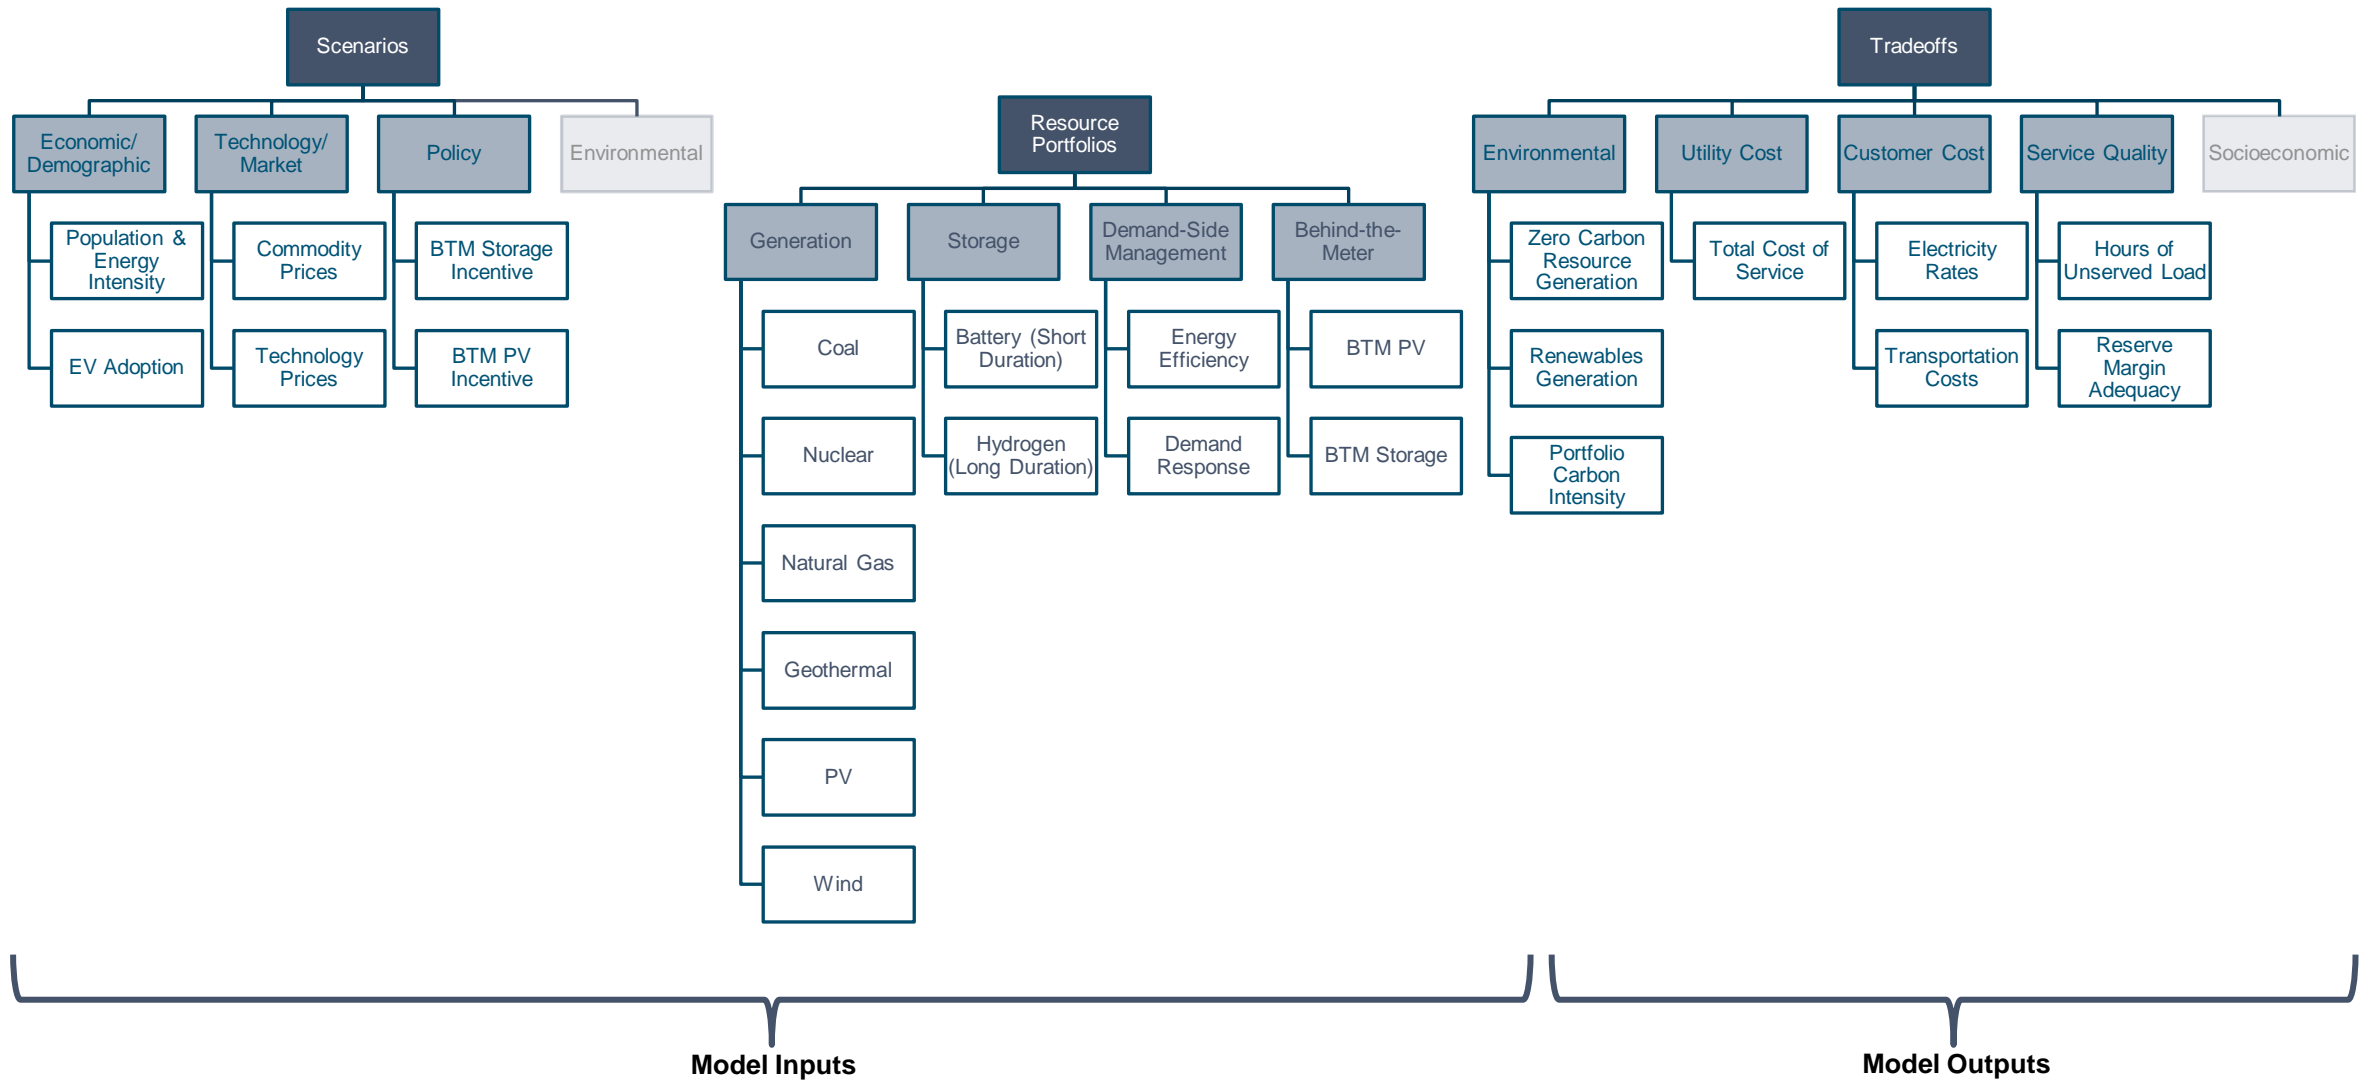 Scenarios
Economic/
Demographic
Technology/
Market
Policy
Environmental
Population &
Energy
Intensity
EV Adoption
Commodity
Prices
Technology
Prices
BTM Storage
Incentive
BTM PV
Incentive
Resource
Portfolios
Generation
Storage
Demand-Side
Management
Behind-the-
Meter
Coal
Nuclear
Natural Gas
Geothermal
PV
Wind
Battery (Short
Duration)
Hydrogen
(Long Duration)
Energy
Efficiency
Demand
Response
BTM PV
BTM Storage
Tradeoffs
Environmental
Utility Cost
Customer Cost
Service Quality
Socioeconomic
Zero Carbon
Resource
Generation
Renewables
Generation
Portfolio
Carbon
Intensity
Total Cost of
Service
Electricity
Rates
Transportation
Costs
Hours of
Unserved Load
Reserve
Margin
Adequacy
Model Inputs
Model Outputs